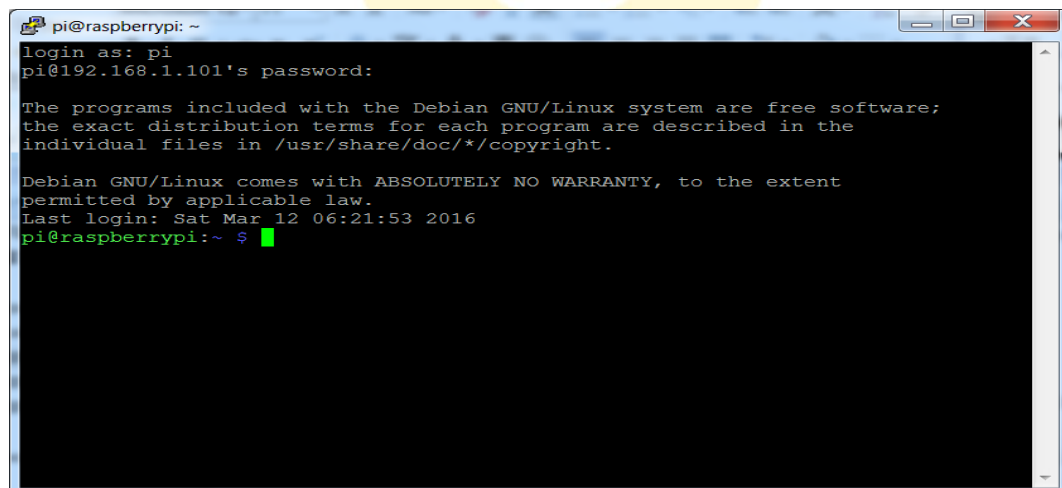 pi@raspberrypi: ~
login as: pi
pi@192.168.1.101's password:
The programs included with the Debian GNU/Linux system are free software;
the exact distribution terms for each program are described in the
individual files in /usr/share/doc/*/copyright.
Debian GNU/Linux comes with ABSOLUTELY NO WARRANTY, to the extent
permitted by applicable law.
Last login: Sat Mar 12 06:21:53 2016
pi@raspberrypi:~ $